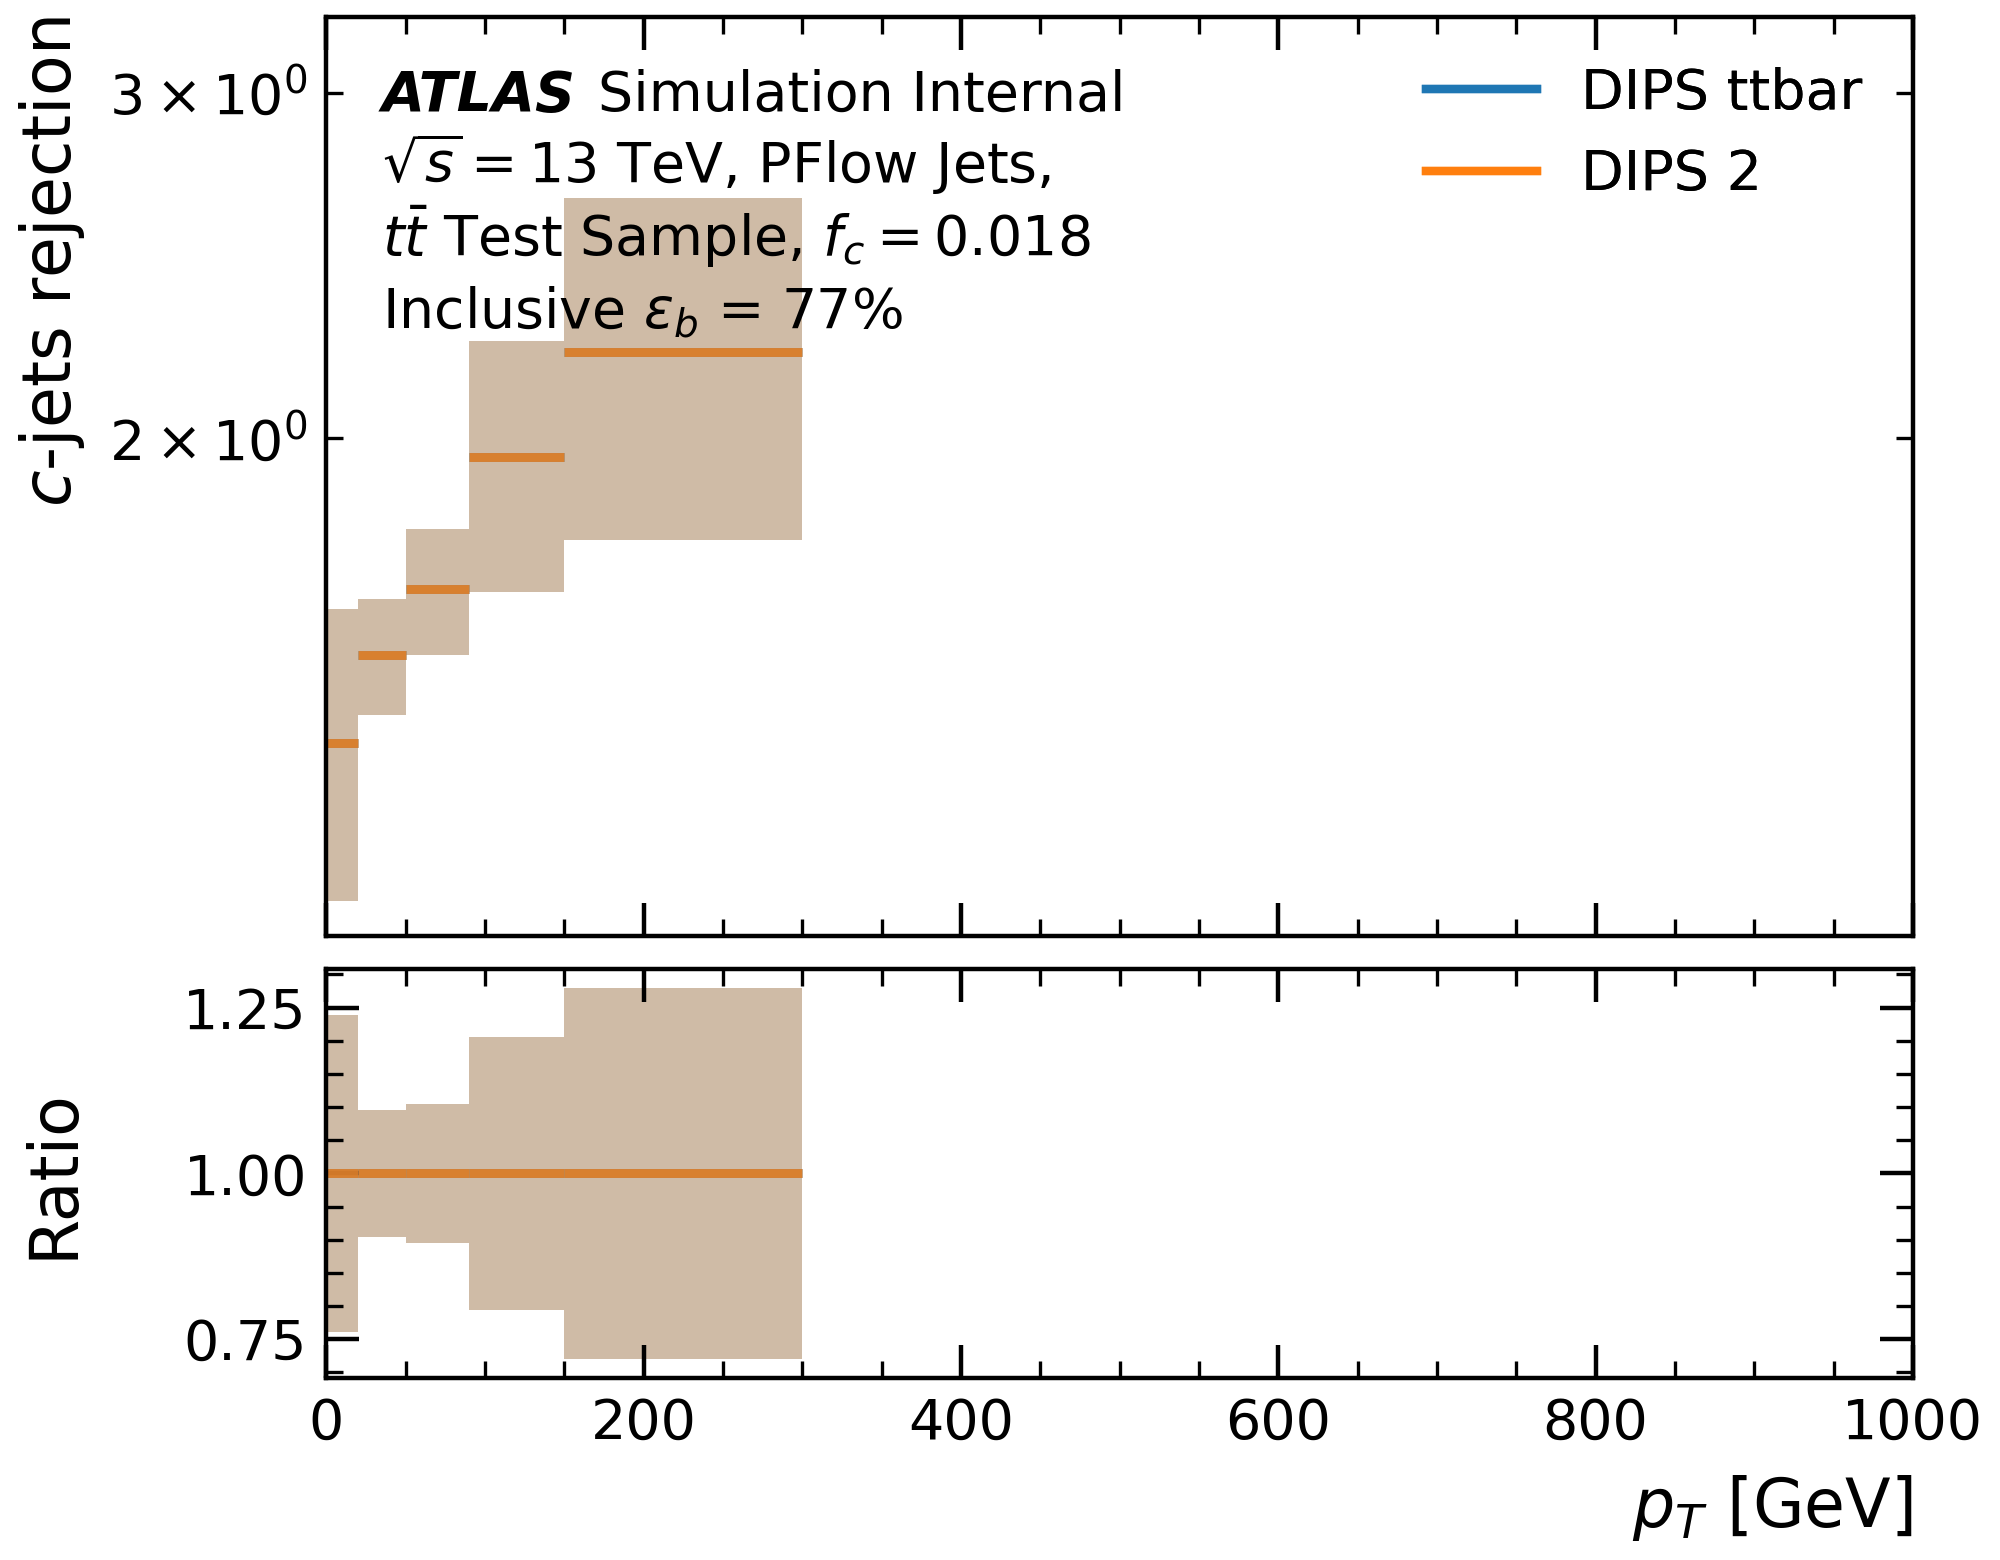 c-jets rejection
3 × 10⁰
2 × 10⁰
ATLAS Simulation Internal
√s = 13 TeV, PFlow Jets,
tt̄ Test Sample, f_c = 0.018
Inclusive ε_b = 77%
DIPS ttbar
DIPS 2
Ratio
1.25
1.00
0.75
0 200 400 600 800 1000
p_T [GeV]